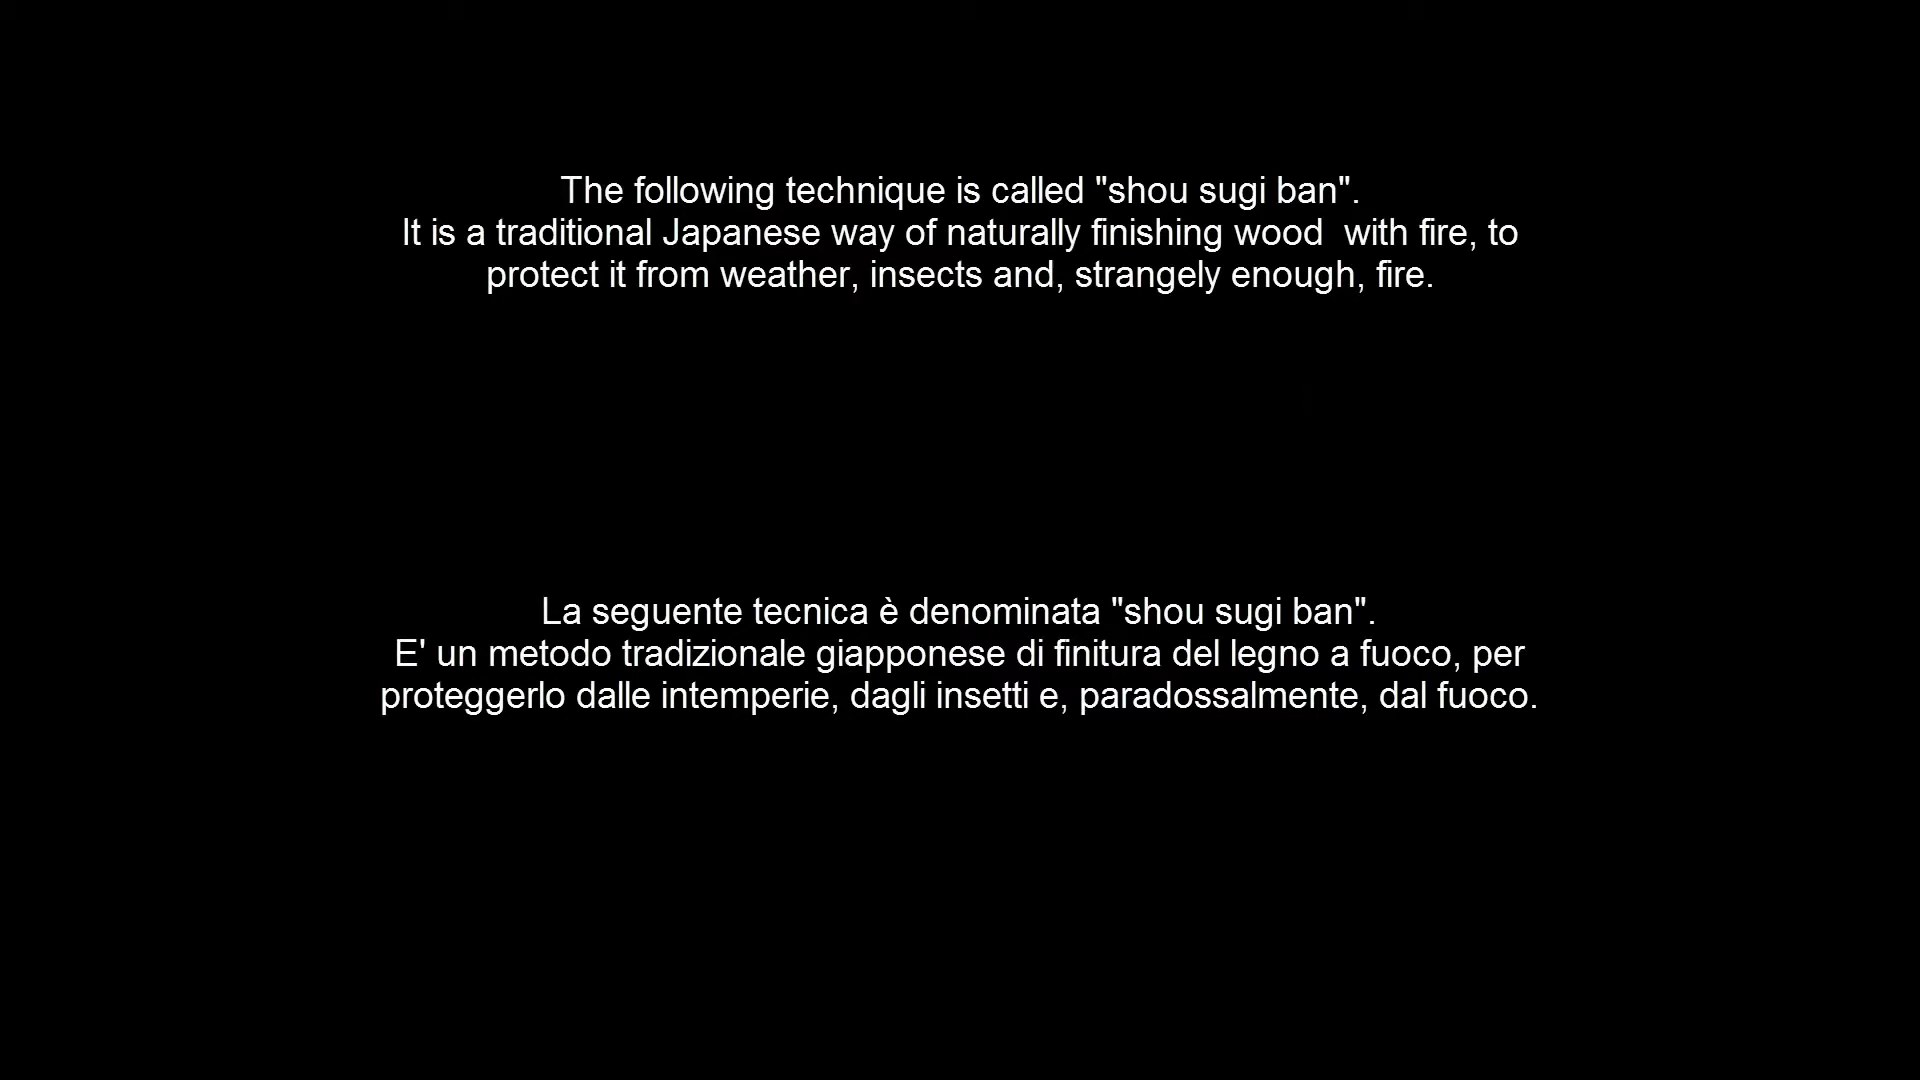 The following technique is called "shou sugi ban".
It is a traditional Japanese way of naturally finishing wood  with fire, to
protect it from weather, insects and, strangely enough, fire.
La seguente tecnica è denominata "shou sugi ban".
E' un metodo tradizionale giapponese di finitura del legno a fuoco, per
proteggerlo dalle intemperie, dagli insetti e, paradossalmente, dal fuoco.